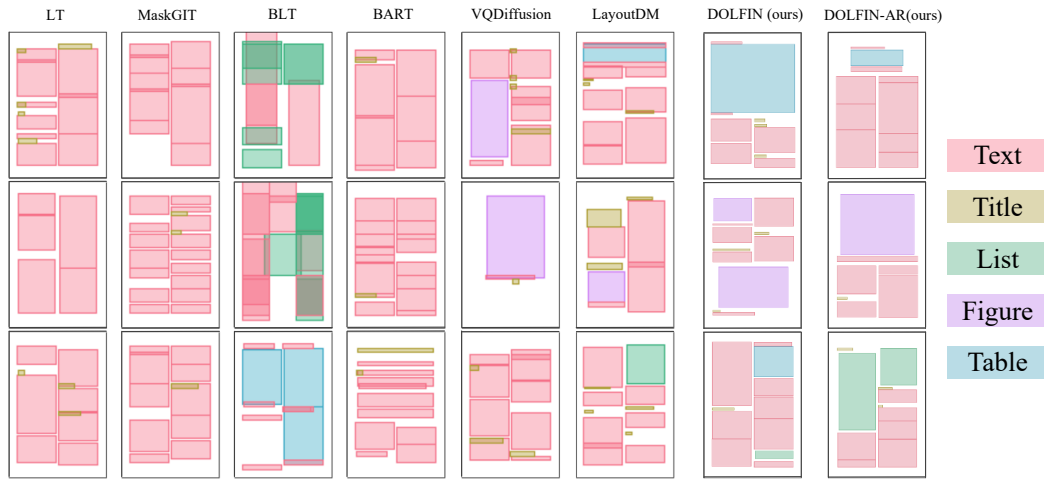 LT MaskGIT BLT BART VQDiffusion LayoutDM DOLFIN (ours) DOLFIN-AR(ours)
Text
Title
List
Figure
Table